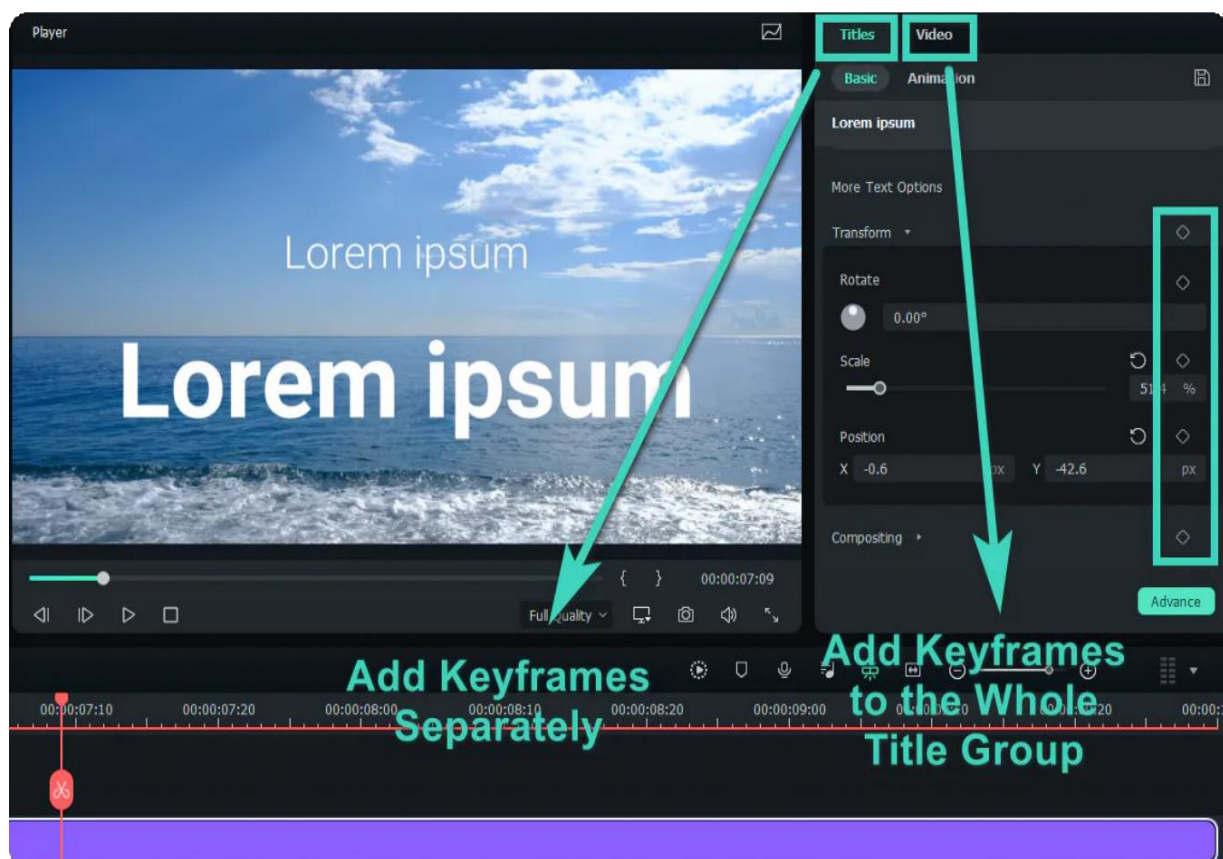 Player
Titles Video
Basic Animation
Lorem ipsum
More Text Options
Transform
Rotate
0.00°
Scale
%
Position
X -0.6 px Y -42.6 px
Compositing
Advance
Lorem ipsum
Lorem ipsum
{ } 00:00:07:09
Full Quality
Add Keyframes
Separately
Add Keyframes
to the Whole
Title Group
00:00:07:10 00:00:07:20 00:00:08:00 00:00:08:10 00:00:08:20 00:00:09:00